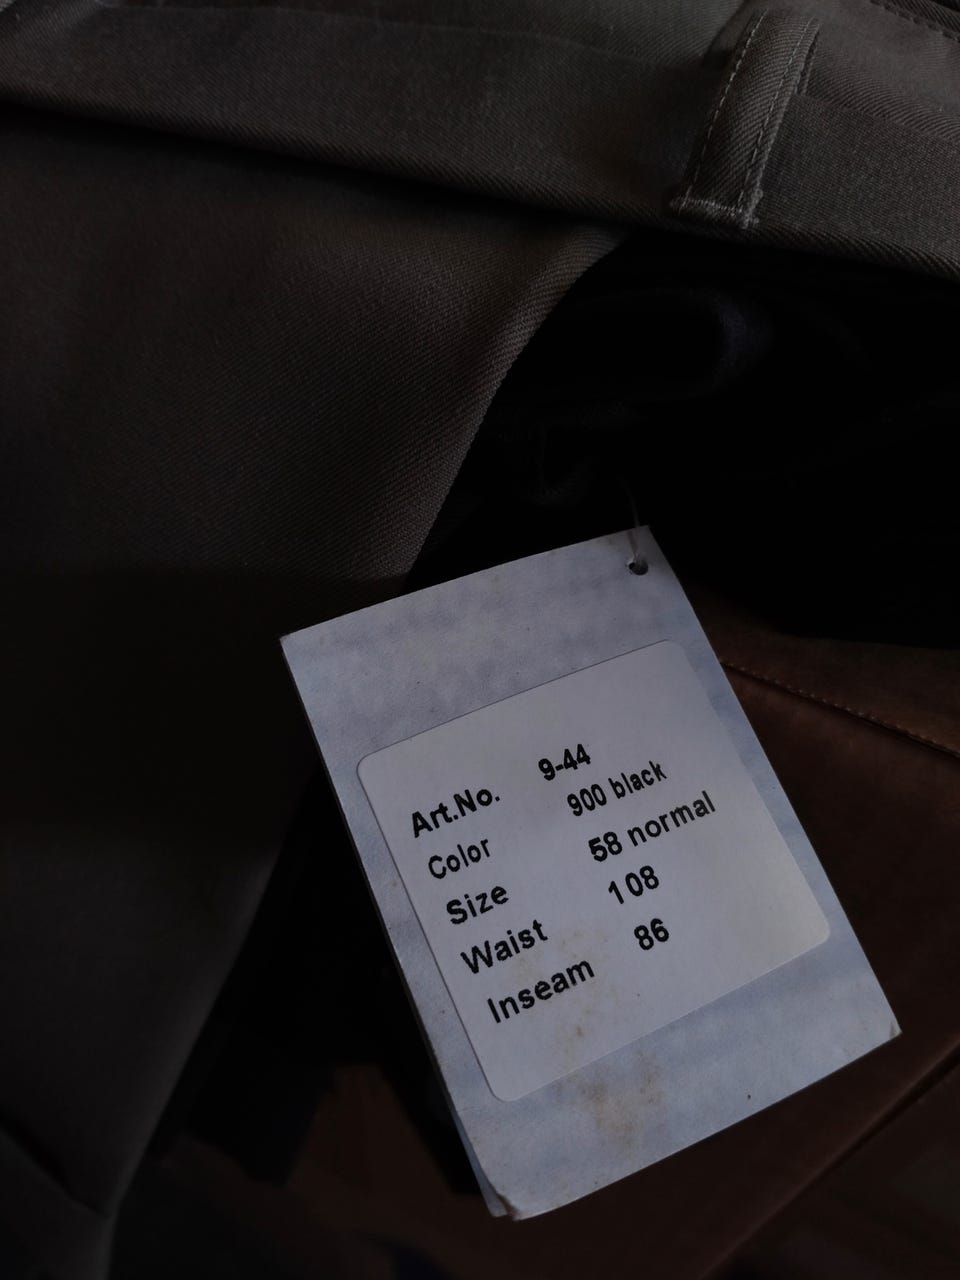 Art.No. 9-44
Color 900 black
Size 58 normal
Waist 108
Inseam 86